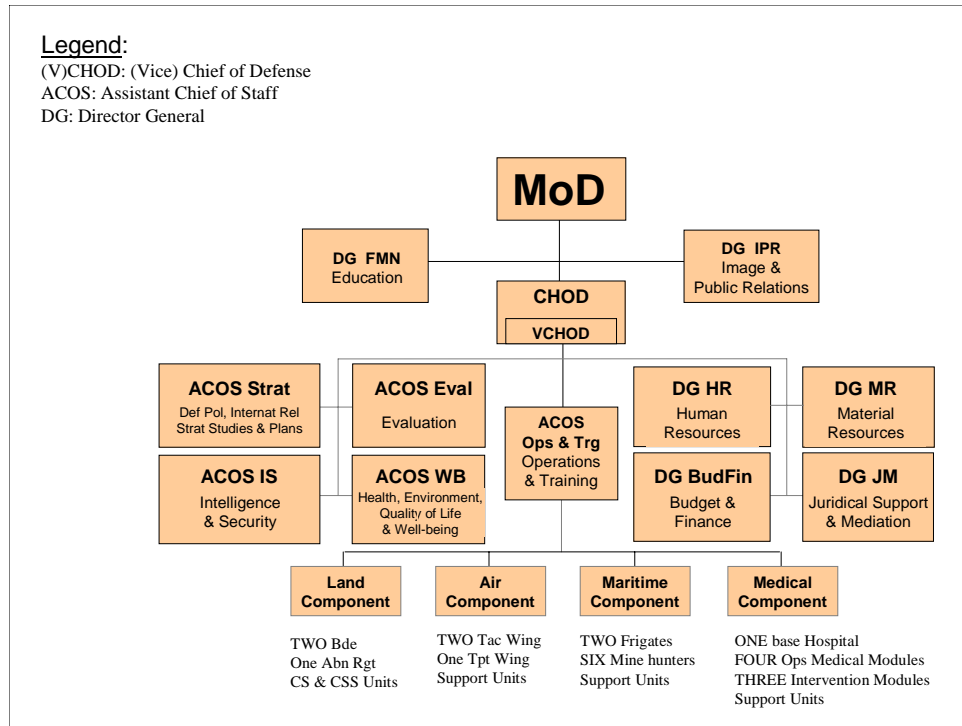 Legend:
(V)CHOD: (Vice) Chief of Defense
ACOS: Assistant Chief of Staff
DG: Director General
MoD
DG FMN
Education
DG IPR
Image &
Public Relations
CHOD
VCHOD
ACOS Strat
Def Pol, Internat Rel
Strat Studies & Plans
ACOS Eval
Evaluation
ACOS
Ops & Trg
Operations
& Training
DG HR
Human
Resources
DG MR
Material
Resources
ACOS IS
Intelligence
& Security
ACOS WB
Health, Environment,
Quality of Life
& Well-being
DG BudFin
Budget &
Finance
DG JM
Juridical Support
& Mediation
Land
Component
Air
Component
Maritime
Component
Medical
Component
TWO Bde
One Abn Rgt
CS & CSS Units
TWO Tac Wing
One Tpt Wing
Support Units
TWO Frigates
SIX Mine hunters
Support Units
ONE base Hospital
FOUR Ops Medical Modules
THREE Intervention Modules
Support Units